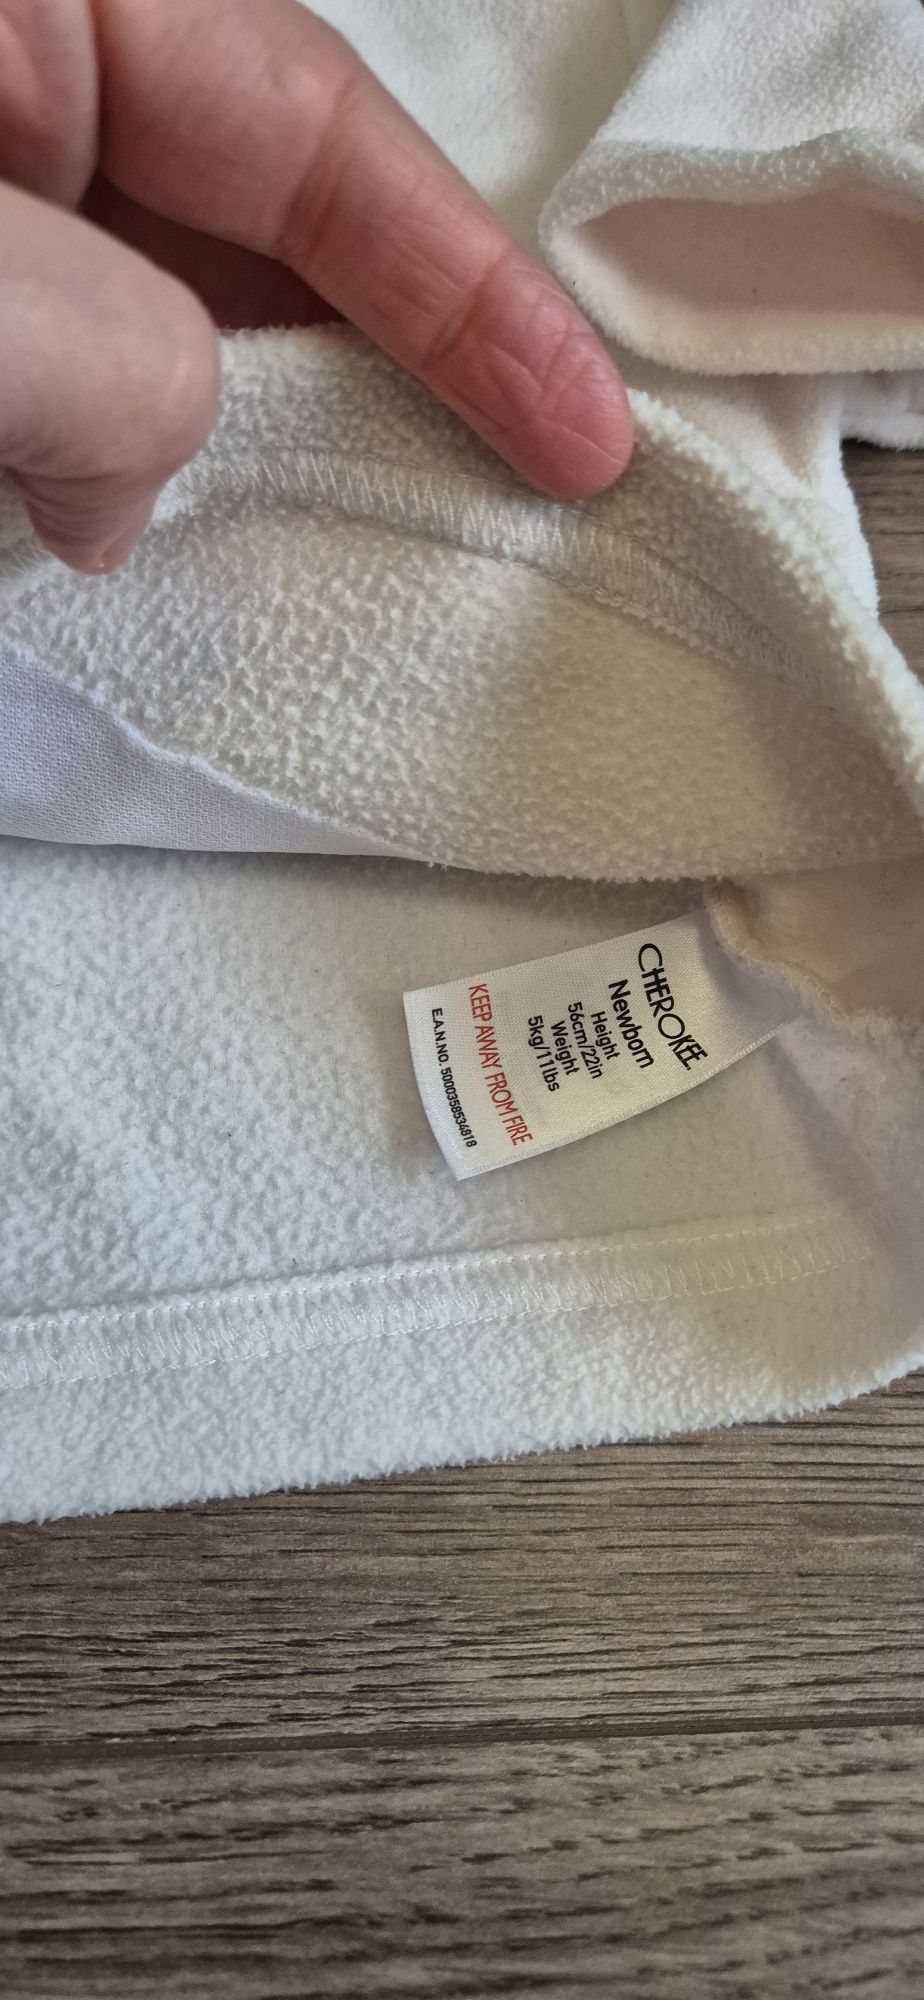 CHEROKEE.
Newborn
Height
56cm/22in
Weight
5kg/11lbs
KEEP AWAY FROM FIRE
E.A.N.NO. 5000358534818